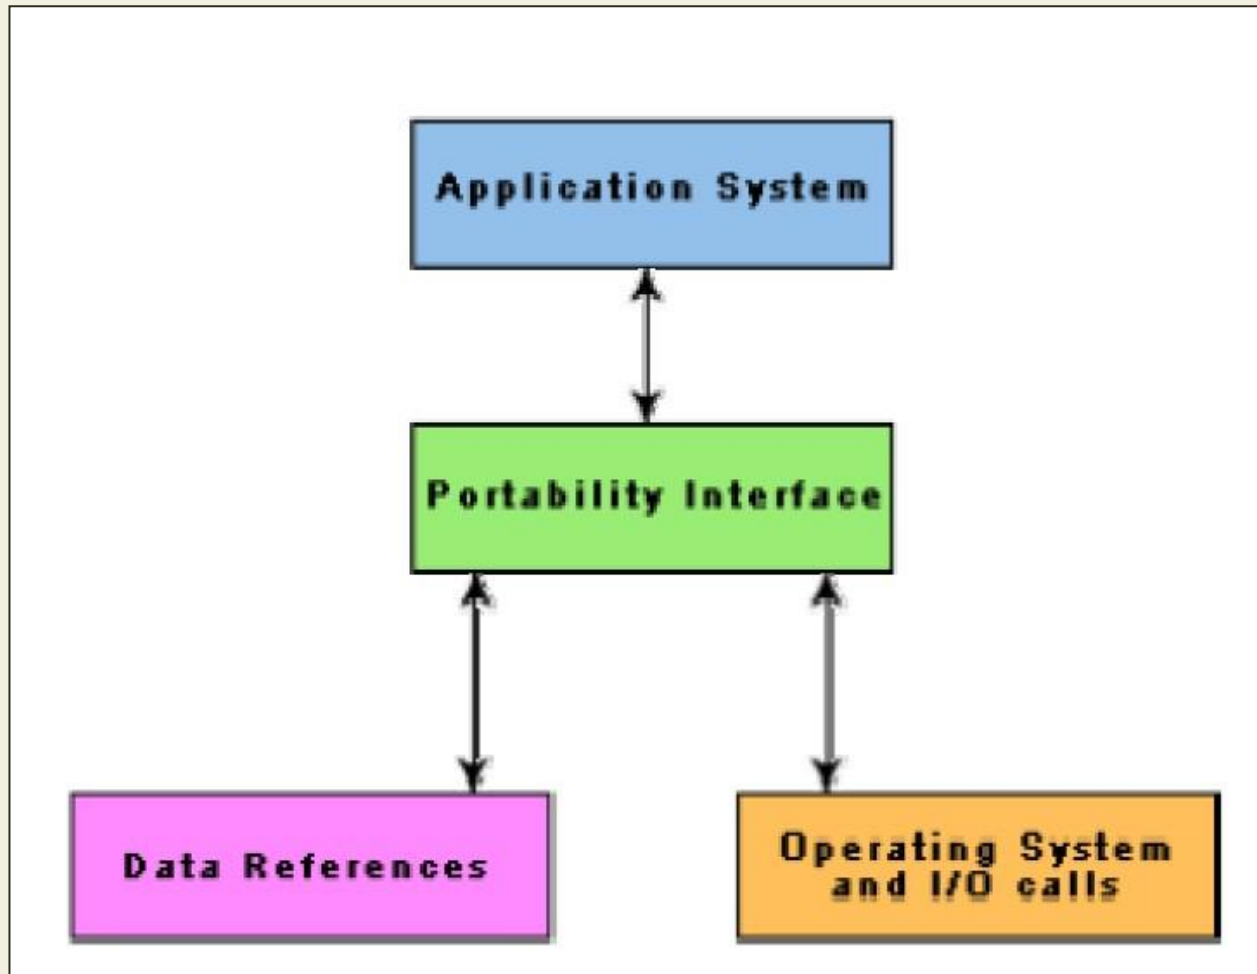 Application System
Portability Interface
Data References
Operating System
and I/O calls